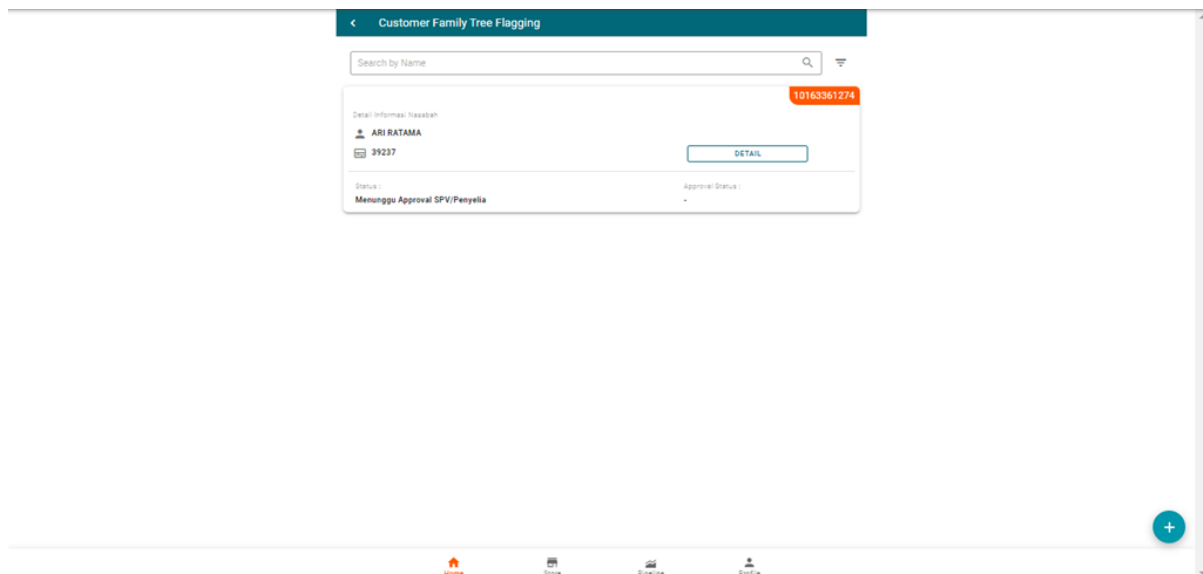 Customer Family Tree Flagging
Search by Name
10163361274
Detail Informasi Nasabah
ARI RATAMA
39237
DETAIL
Status :
Approval Status :
Menunggu Approval SPV/Penyelia
-
Home
Store
Pipeline
Profile